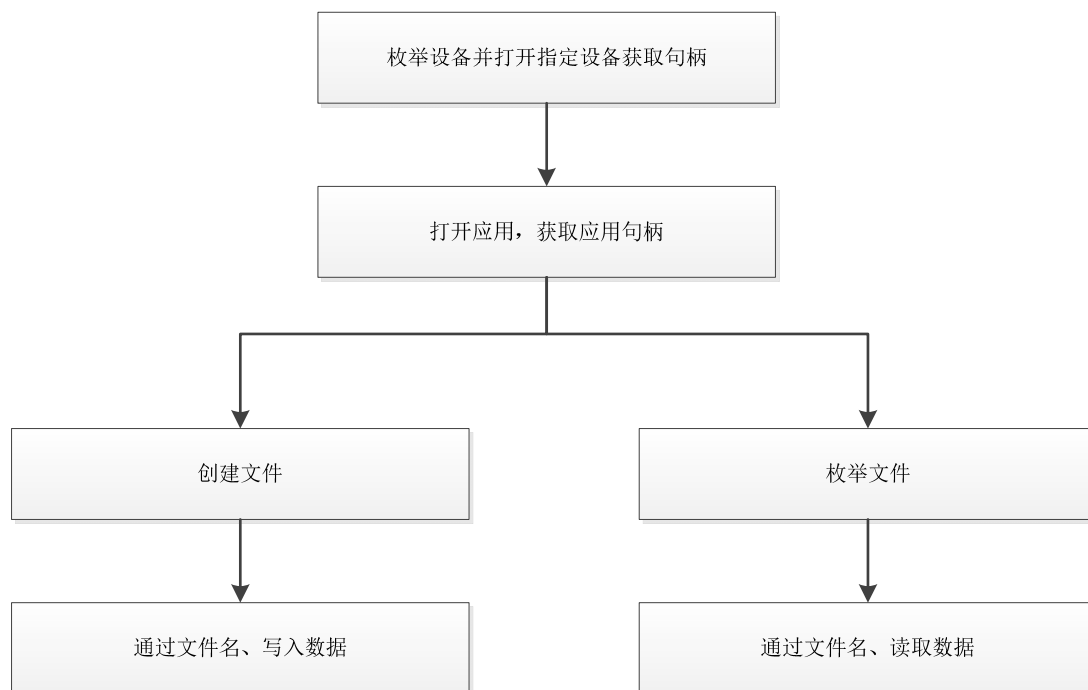 枚举设备并打开指定设备获取句柄
打开应用，获取应用句柄
创建文件
枚举文件
通过文件名、写入数据
通过文件名、读取数据